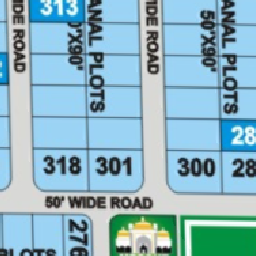 313
ANAL PLOTS
0'X90'
IDE ROAD
50'X90'
ANAL PLOTS
IDE ROAD
28
318 301
300 28
50' WIDE ROAD
276
PLOTS